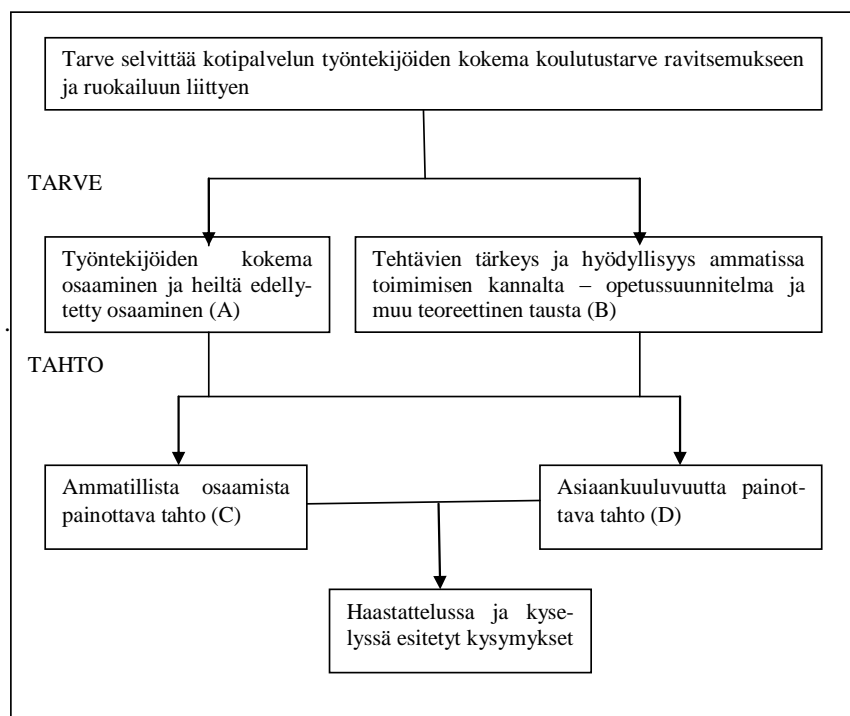 Tarve selvittää kotipalvelun työntekijöiden kokema koulutustarve ravitsemukseen
ja ruokailuun liittyen
TARVE
Työntekijöiden kokema
osaaminen ja heiltä edelly-
tetty osaaminen (A)
Tehtävien tärkeys ja hyödyllisyys ammatissa
toimimisen kannalta – opetussuunnitelma ja
muu teoreettinen tausta (B)
.
TAHTO
Ammatillista osaamista
painottava tahto (C)
Asiaankuuluvuutta painot-
tava tahto (D)
Haastattelussa ja kyse-
lyssä esitetyt kysymykset